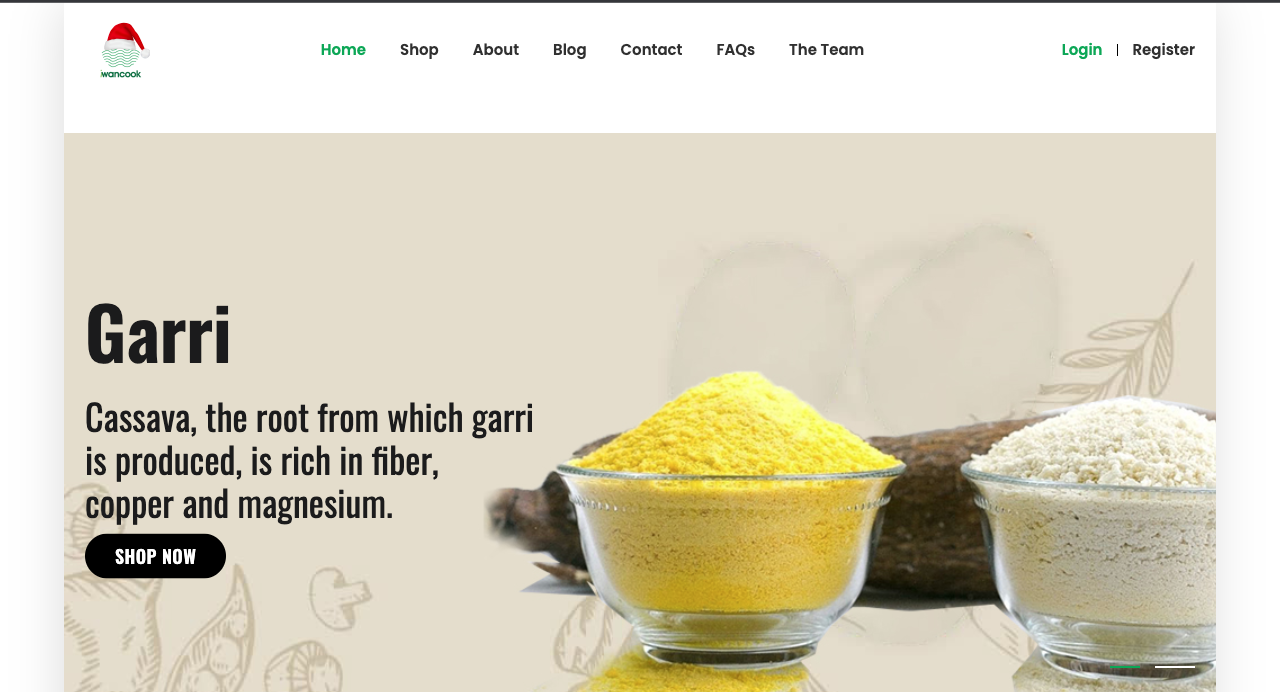 iwancook
Home Shop About Blog Contact FAQs The Team
Login | Register
Garri
Cassava, the root from which garri
is produced, is rich in fiber,
copper and magnesium.
SHOP NOW